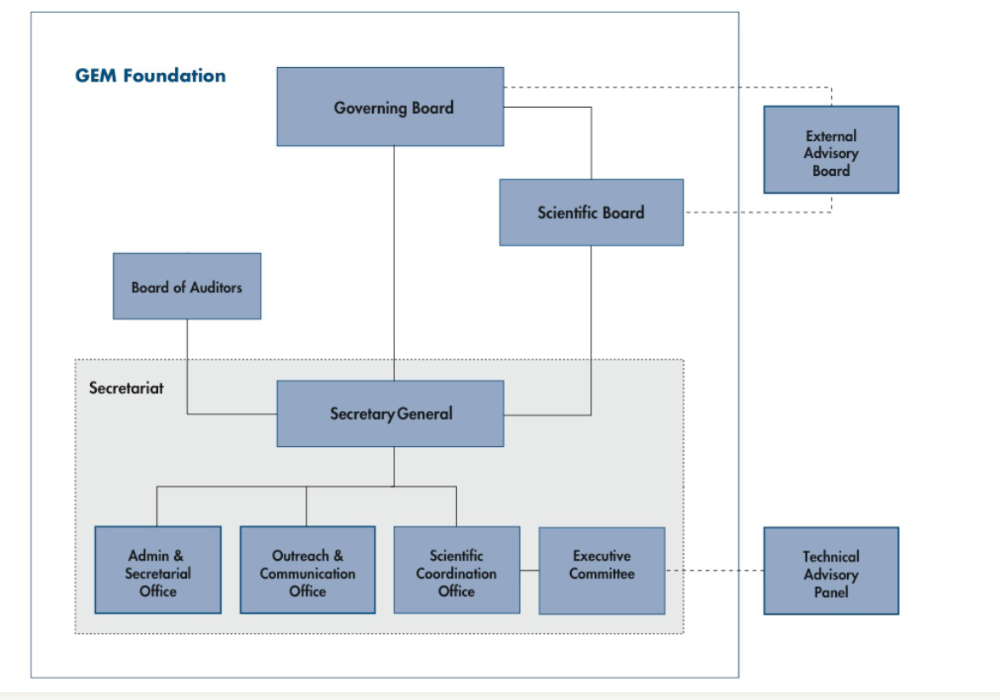 GEM Foundation
Governing Board
External
Advisory
Board
Scientific Board
Board of Auditors
Secretariat
Secretary General
Admin &
Secretarial
Office
Outreach &
Communication
Office
Scientific
Coordination
Office
Executive
Committee
Technical
Advisory
Panel